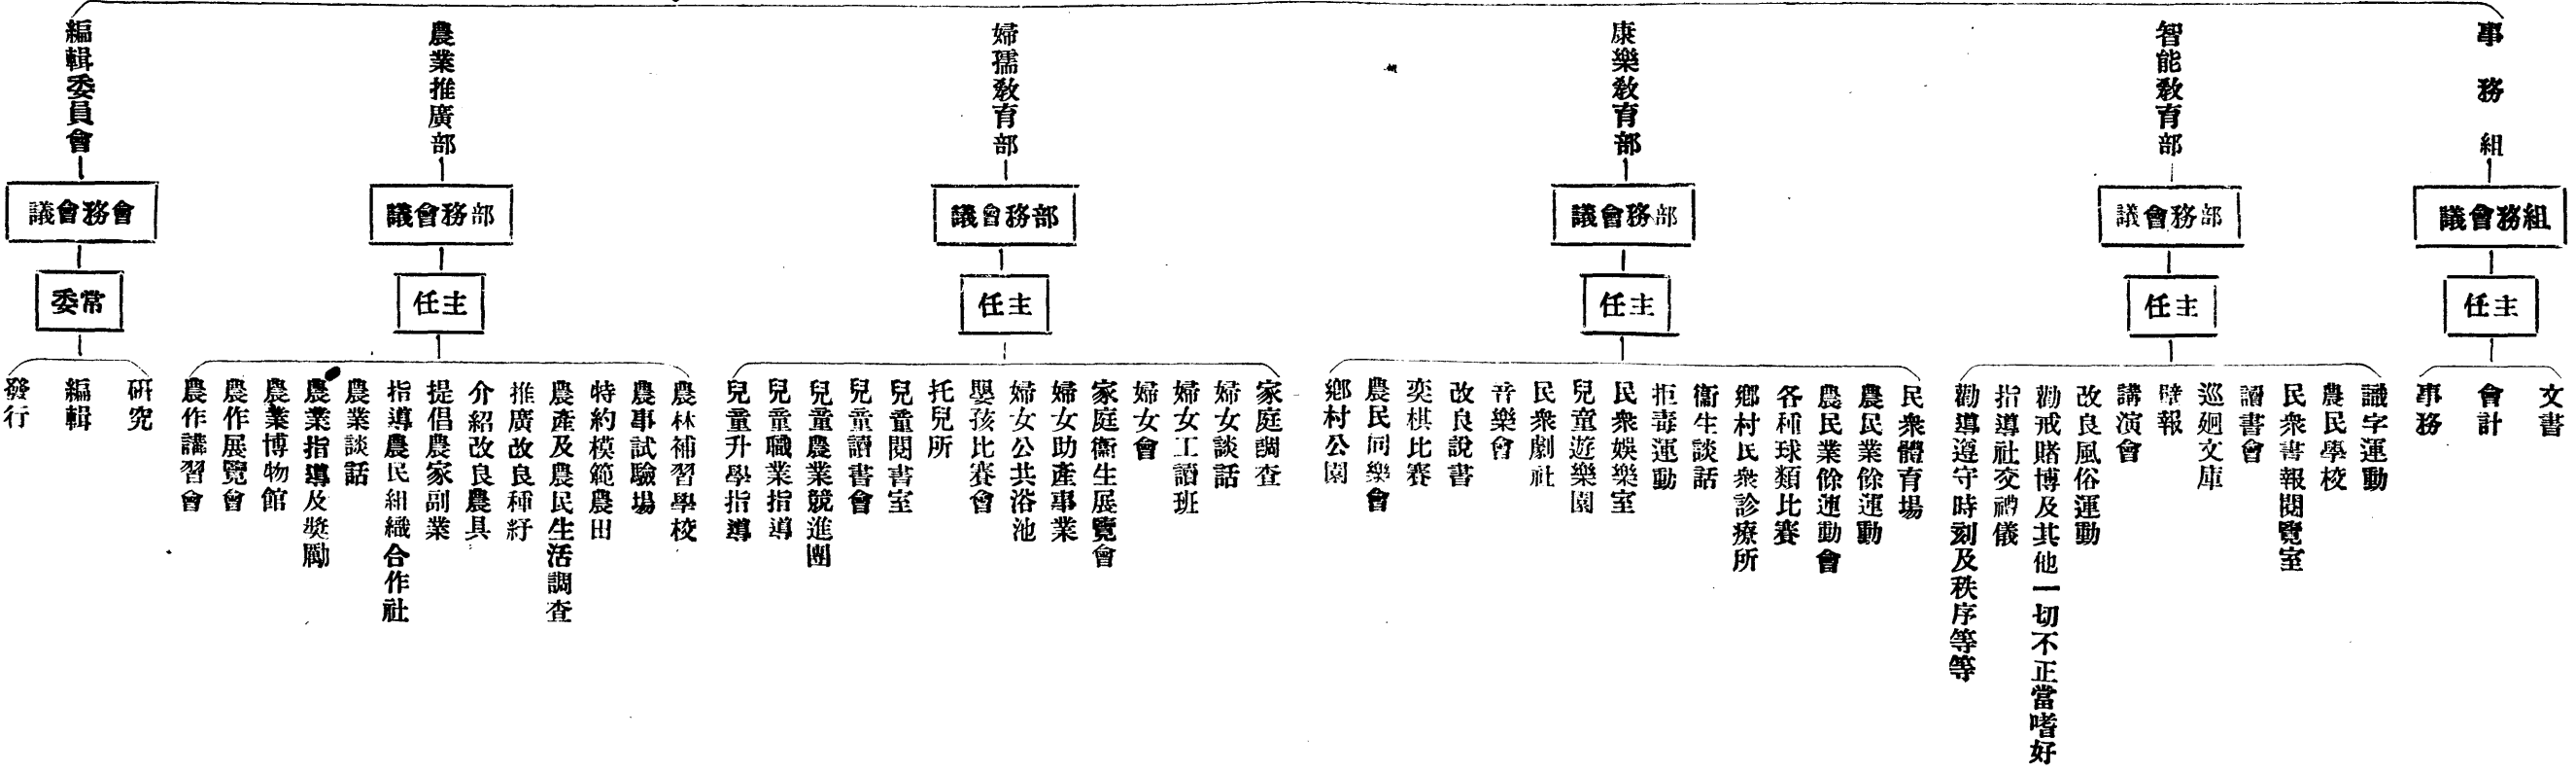 事務組
組務會議
主任
文書
會計
事務
智能教育部
部務會議
主任
識字運動
農民學校
民衆書報閱覽室
讀書會
巡廻文庫
壁報
講演會
改良風俗運動
勸戒賭博及其他一切不正當嗜好
指導社交禮儀
勸導遵守時刻及秩序等等
康樂教育部
部務會議
主任
民衆體育場
農民業餘運動
農民業餘運動會
各種球類比賽
鄉村民衆診療所
衞生談話
拒毒運動
民衆娛樂室
兒童遊樂園
民衆劇社
音樂會
改良說書
奕棋比賽
農民同樂會
鄉村公園
婦孺教育部
部務會議
主任
家庭調查
婦女談話
婦女工讀班
婦女會
家庭衞生展覽會
婦女助產事業
婦女公共浴池
嬰孩比賽會
托兒所
兒童閱書室
兒童讀書會
兒童農業競進團
兒童職業指導
兒童升學指導
農業推廣部
部務會議
主任
農林補習學校
農事試驗場
特約模範農田
農產及農民生活調查
推廣改良種籽
介紹改良農具
提倡農家副業
指導農民組織合作社
農業談話
農業指導及獎勵
農業博物館
農作展覽會
農作講習會
編輯委員會
會務會議
常委
研究
編輯
發行